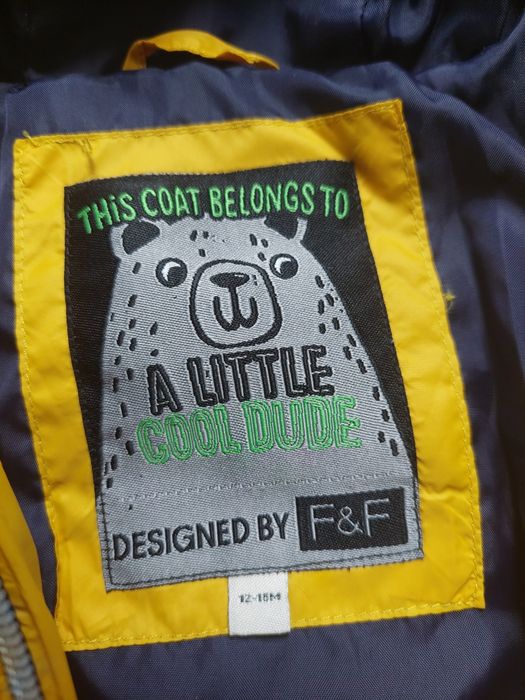 THIS COAT BELONGS TO
A LITTLE
COOL DUDE
DESIGNED BY F&F
12-18M